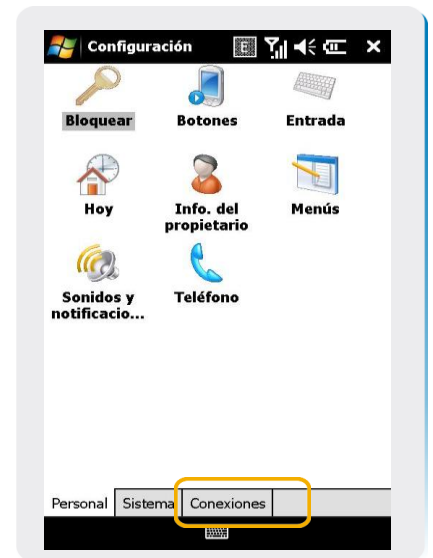 Configuración
Bloquear Botones Entrada
Hoy Info. del Menús
propietario
Sonidos y Teléfono
notificacio...
Personal Sistema Conexiones